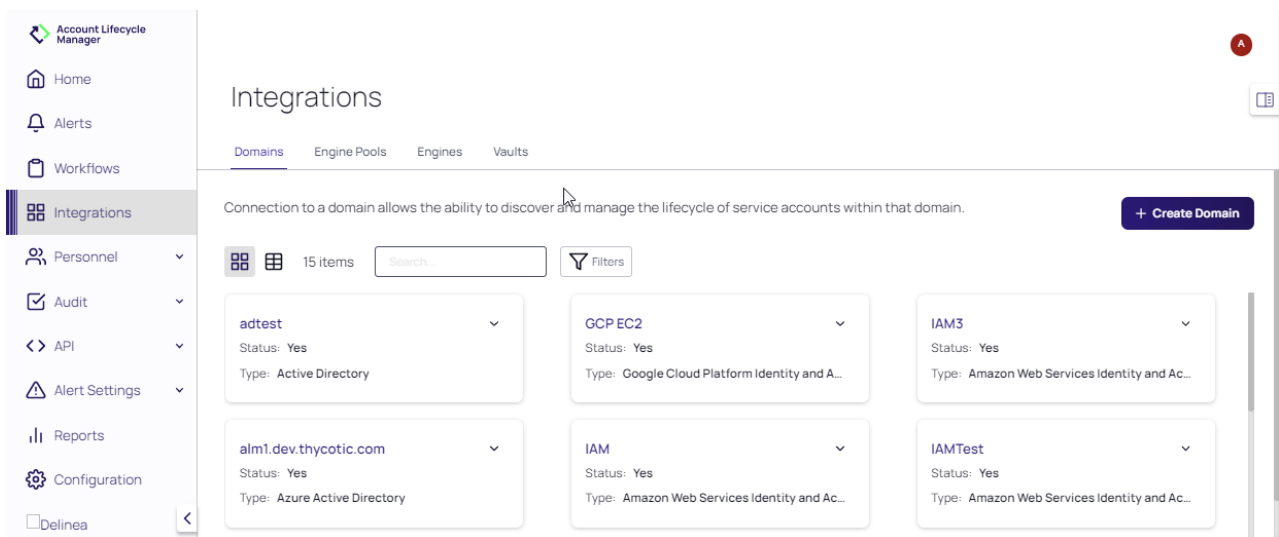 Account Lifecycle
Manager
A
Home
Alerts
Workflows
Integrations
Personnel
Audit
API
Alert Settings
Reports
Configuration
Delinea
Integrations
Domains Engine Pools Engines Vaults
Connection to a domain allows the ability to discover and manage the lifecycle of service accounts within that domain.
+ Create Domain
15 items Search... Filters
adtest
Status: Yes
Type: Active Directory
GCP EC2
Status: Yes
Type: Google Cloud Platform Identity and A...
IAM3
Status: Yes
Type: Amazon Web Services Identity and Ac...
alm1.dev.thycotic.com
Status: Yes
Type: Azure Active Directory
IAM
Status: Yes
Type: Amazon Web Services Identity and Ac...
IAMTest
Status: Yes
Type: Amazon Web Services Identity and Ac...